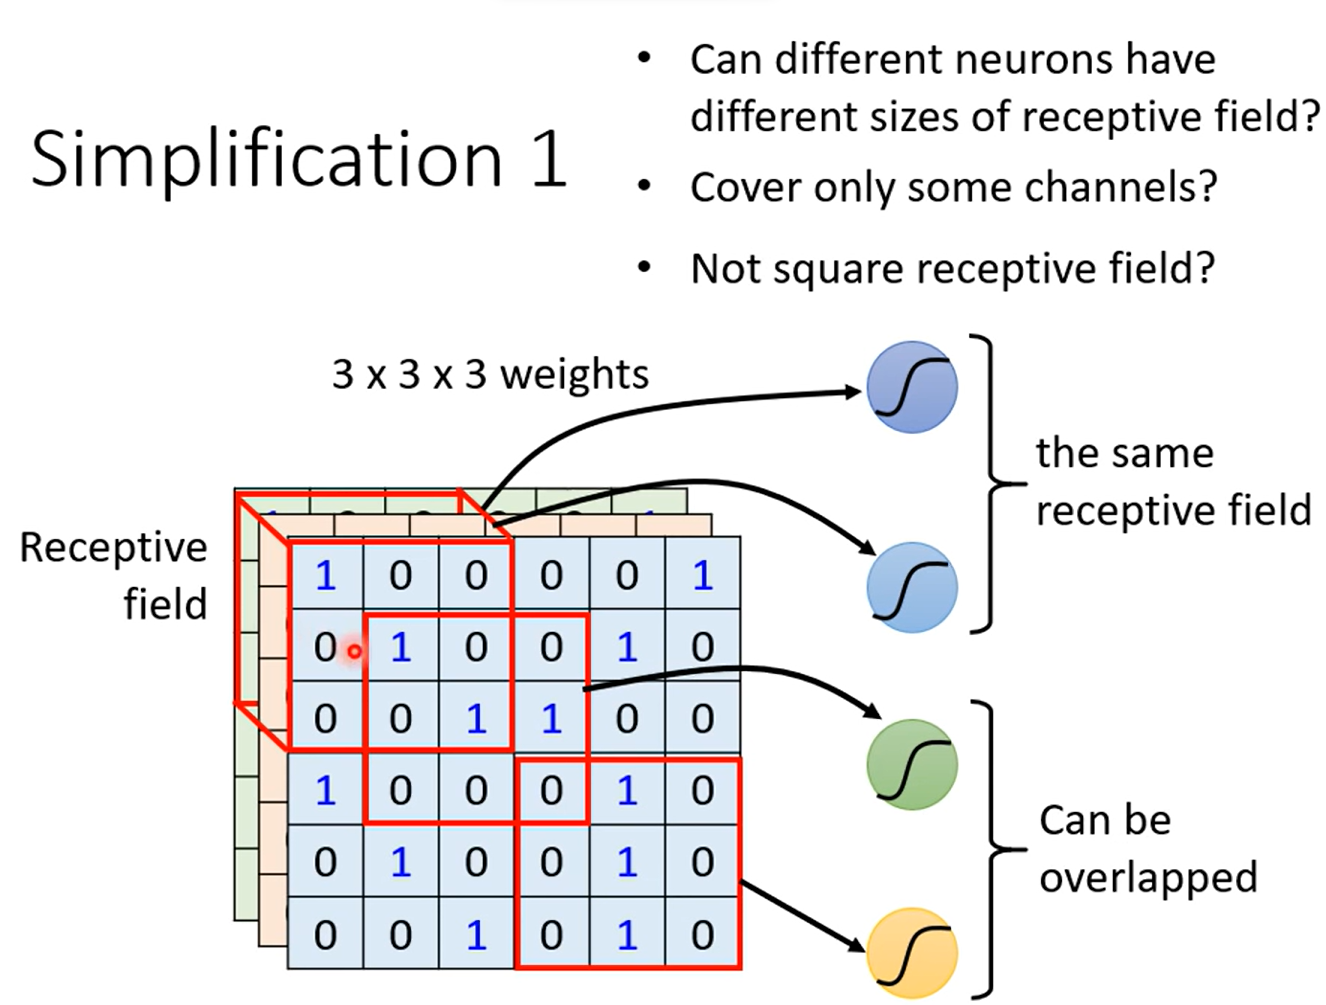 Simplification 1
• Can different neurons have
different sizes of receptive field?
• Cover only some channels?
• Not square receptive field?
3 x 3 x 3 weights
the same
receptive field
Receptive
field
1 0 0 0 0 1
0 1 0 0 1 0
0 0 1 1 0 0
1 0 0 0 1 0
0 1 0 0 1 0
0 0 1 0 1 0
Can be
overlapped